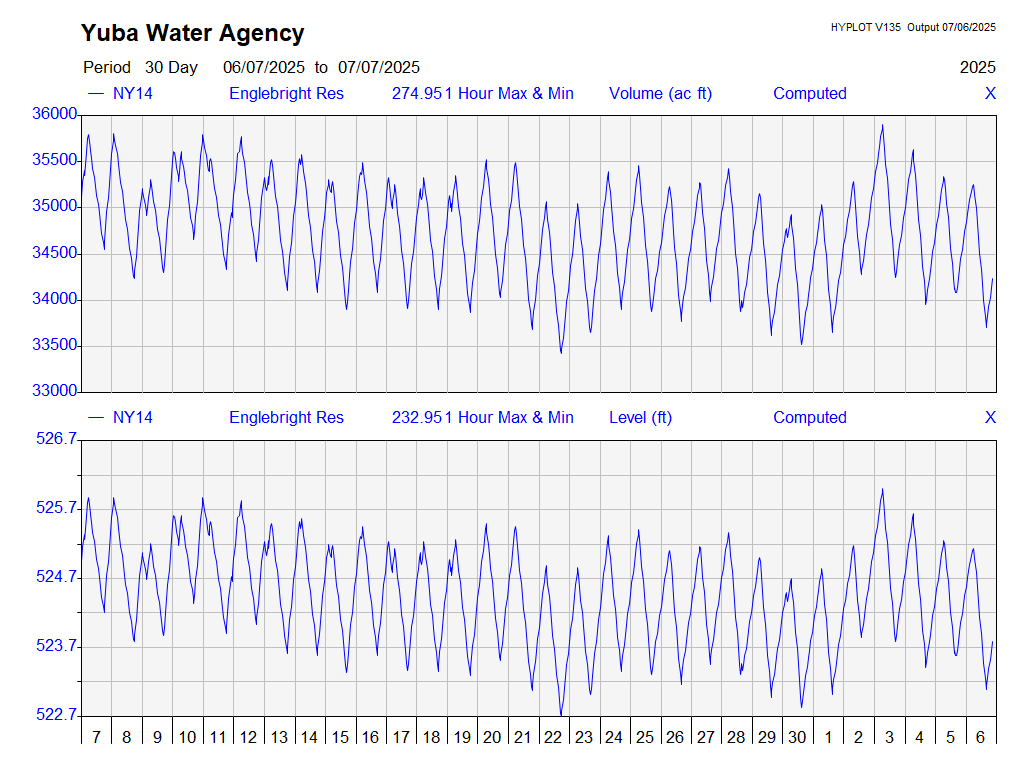 Yuba Water Agency
HYPLOT V135 Output 07/06/2025
Period 30 Day 06/07/2025 to 07/07/2025 2025
NY14 Englebright Res 274.951 Hour Max & Min Volume (ac ft) Computed X
36000
35500
35000
34500
34000
33500
33000
NY14 Englebright Res 232.951 Hour Max & Min Level (ft) Computed X
526.7
525.7
524.7
523.7
522.7
7 8 9 10 11 12 13 14 15 16 17 18 19 20 21 22 23 24 25 26 27 28 29 30 1 2 3 4 5 6